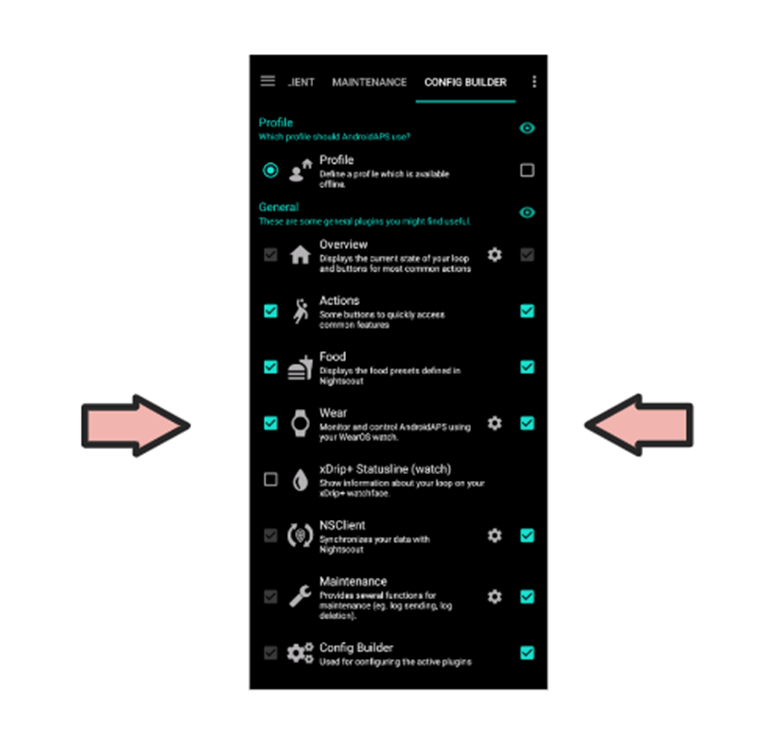 .IENT MAINTENANCE CONFIG BUILDER
Profile
Which profile should AndroidAPS use?
Profile
Define a profile which is available
offline.
General
These are some general plugins you might find useful.
Overview
Displays the current state of your loop
and buttons for most common actions
Actions
Some buttons to quickly access
common features
Food
Displays the food presets defined in
Nightscout
Wear
Monitor and control AndroidAPS using
your WearOS watch.
xDrip+ Statusline (watch)
Show information about your loop on your
xDrip+ watchface.
NSClient
Synchronizes your data with
Nightscout
Maintenance
Provides several functions for
maintenance (eg. log sending, log
deletion).
Config Builder
Used for configuring the active plugins